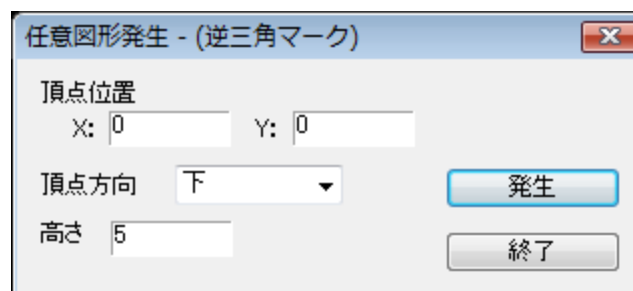 任意図形発生 - (逆三角マーク)
頂点位置
X: 0 Y: 0
頂点方向 下
発生
高さ 5
終了